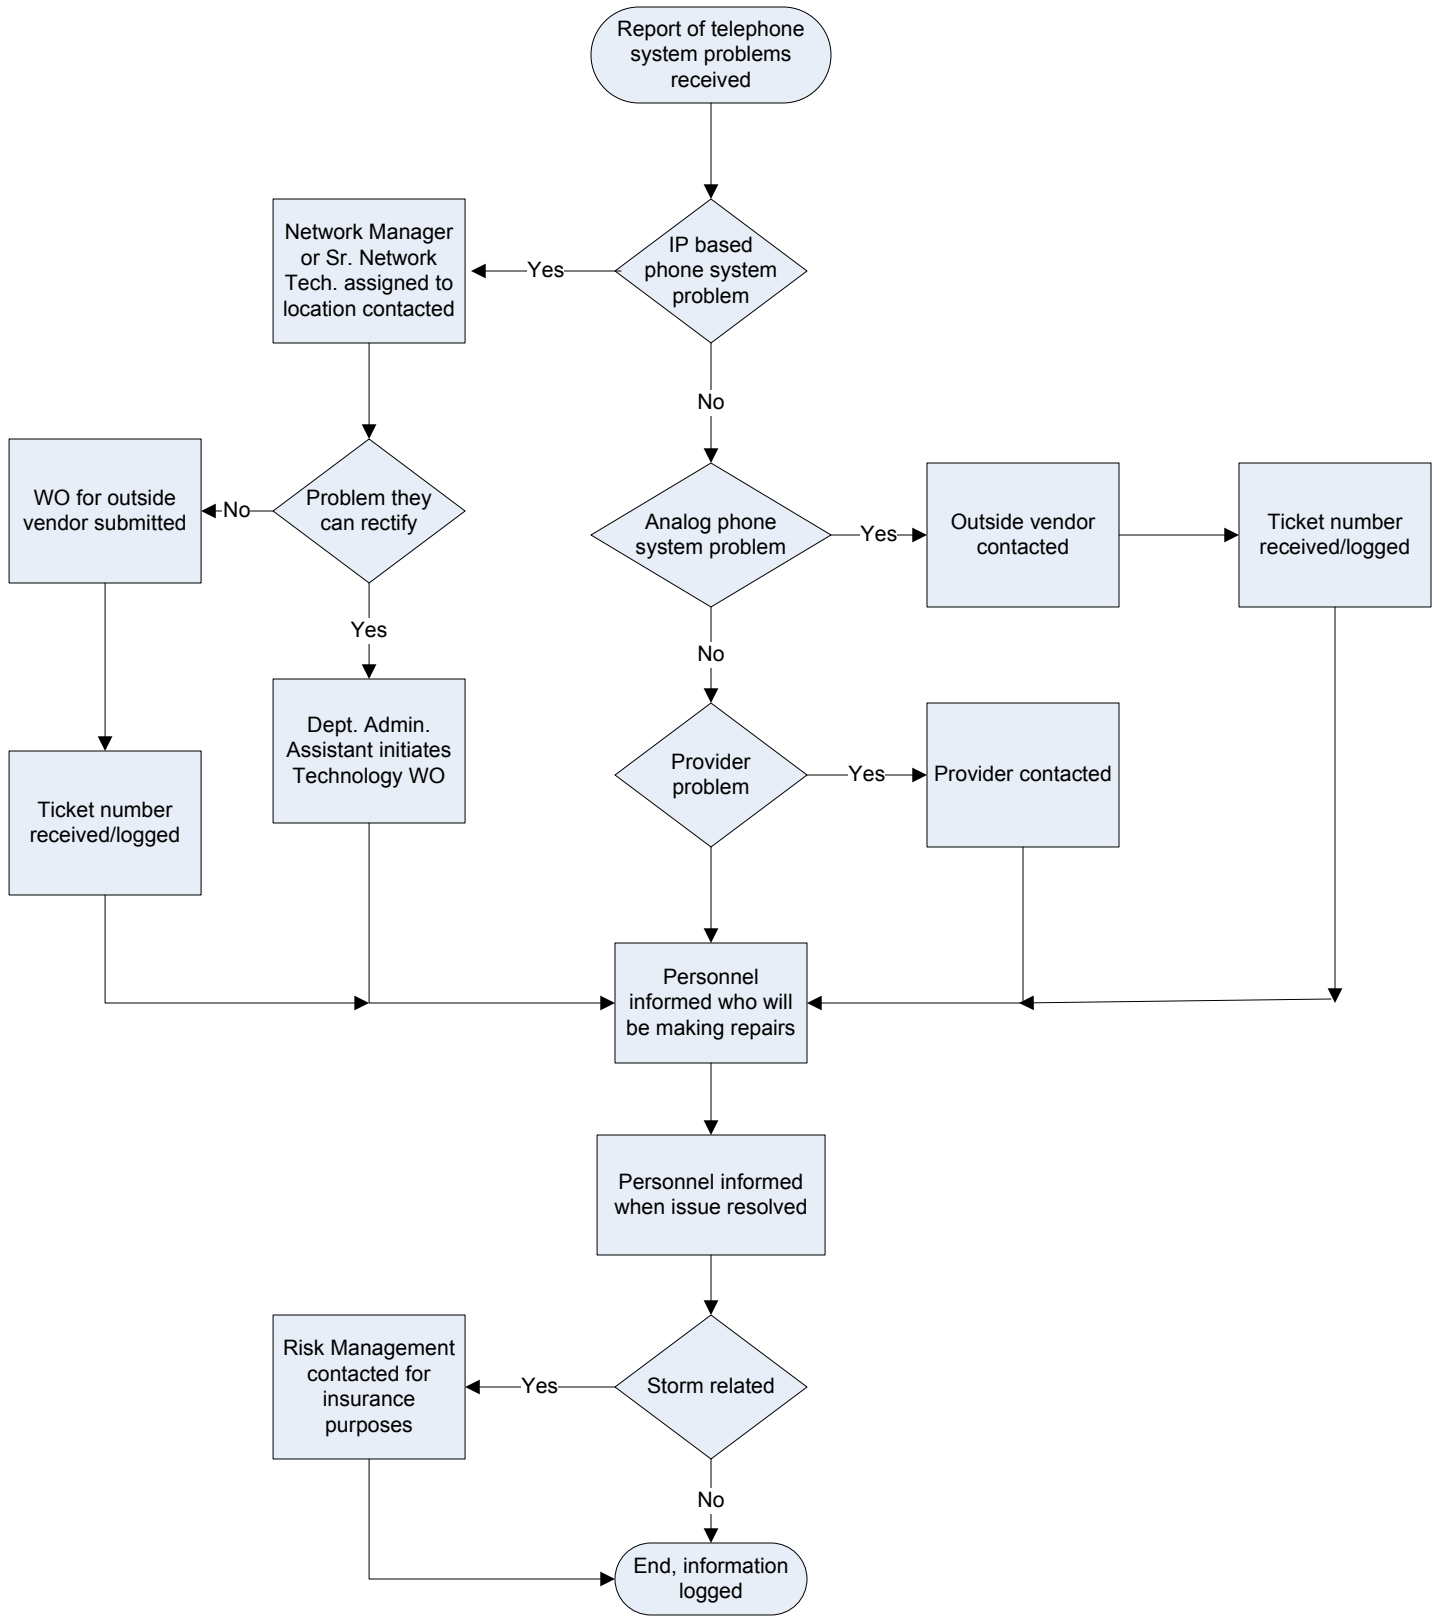 Report of telephone
system problems
received
Network Manager
or Sr. Network
Tech. assigned to
location contacted
Yes
IP based
phone system
problem
No
WO for outside
vendor submitted
No
Problem they
can rectify
Analog phone
system problem
Yes
Outside vendor
contacted
Ticket number
received/logged
Yes
No
Dept. Admin.
Assistant initiates
Technology WO
Provider
problem
Yes
Provider contacted
Ticket number
received/logged
Personnel
informed who will
be making repairs
Personnel informed
when issue resolved
Risk Management
contacted for
insurance
purposes
Yes
Storm related
No
End, information
logged